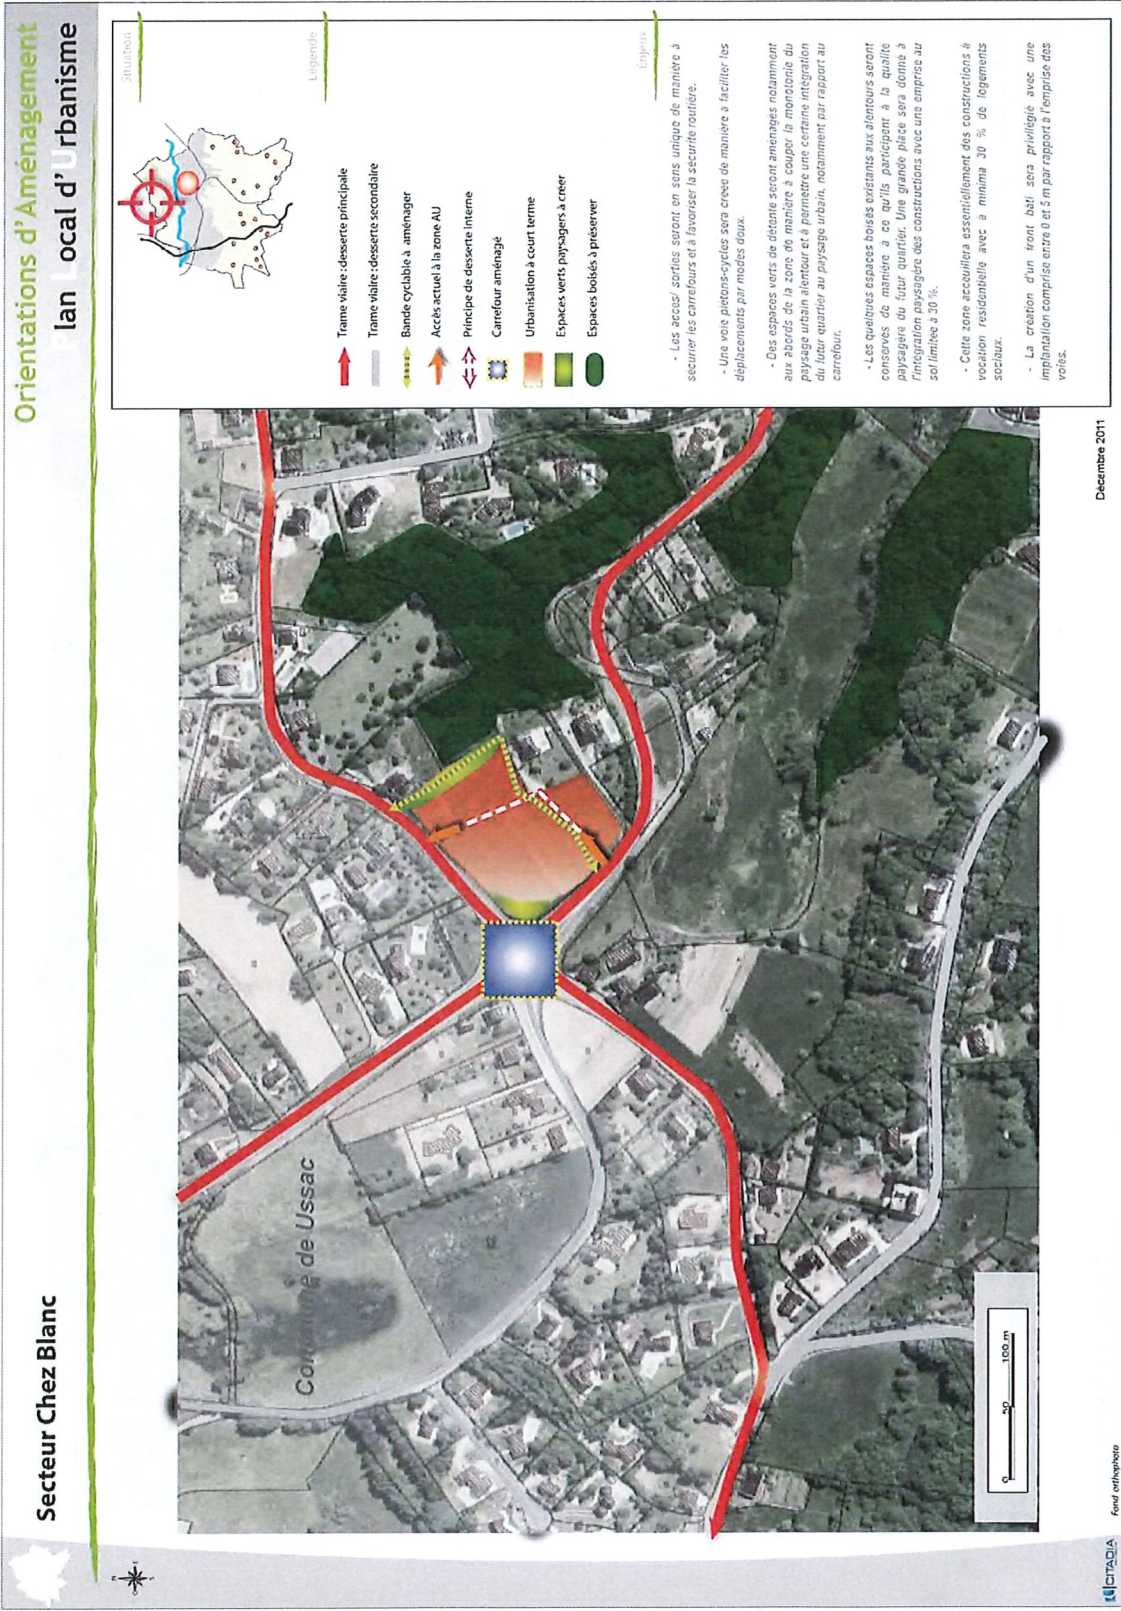 Orientations d'Aménagement
Plan Local d'Urbanisme
Secteur Chez Blanc
Situation
Légende
Trame viaire : desserte principale
Trame viaire : desserte secondaire
Bande cyclable à aménager
Accès actuel à la zone AU
Principe de desserte interne
Carrefour aménagé
Urbanisation à court terme
Espaces verts paysagers à créer
Espaces boisés à préserver
Enjeux
- Les accès/ sorties seront en sens unique de manière à
sécuriser les carrefours et à favoriser la sécurité routière.
- Une voie piétons-cycles sera créée de manière à faciliter les
déplacements par modes doux.
- Des espaces verts de détente seront aménagés notamment
aux abords de la zone de manière à couper la monotonie du
paysage urbain alentour et à permettre une certaine intégration
du futur quartier au paysage urbain, notamment par rapport au
carrefour.
- Les quelques espaces boisés existants aux alentours seront
conservés de manière à ce qu'ils participent à la qualité
paysagère du futur quartier. Une grande place sera donné à
l'intégration paysagère des constructions avec une emprise au
sol limitée à 30 %.
- Cette zone acceuillera essentiellement des constructions à
vocation résidentielle avec a minima 30 % de logements
sociaux.
- La création d'un front bâti sera privilégié avec une
implantation comprise entre 0 et 5 m par rapport à l'emprise des
voies.
Commune de Ussac
0 50 100 m
Décembre 2011
N
O E
S
CITADIA
Fond orthophoto